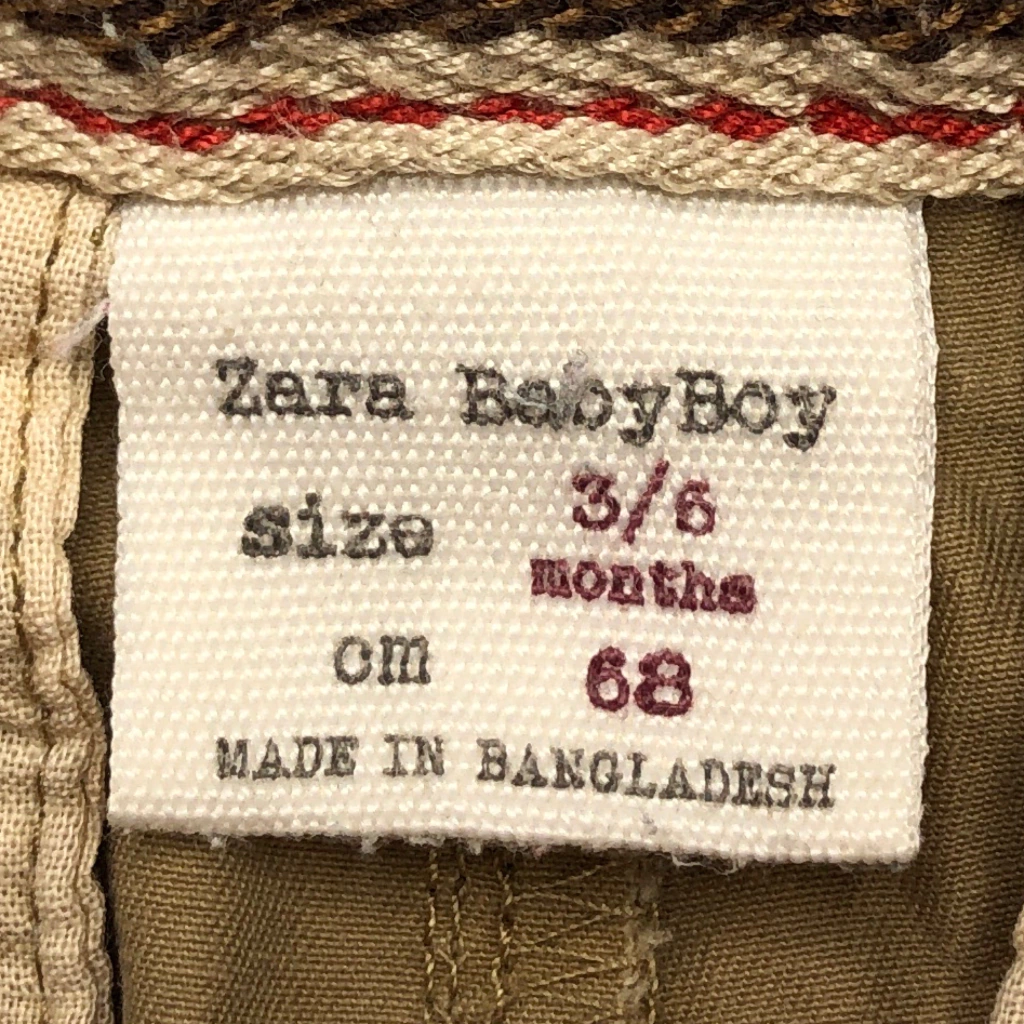 Zara BabyBoy
size 3/6
months
cm 68
MADE IN BANGLADESH